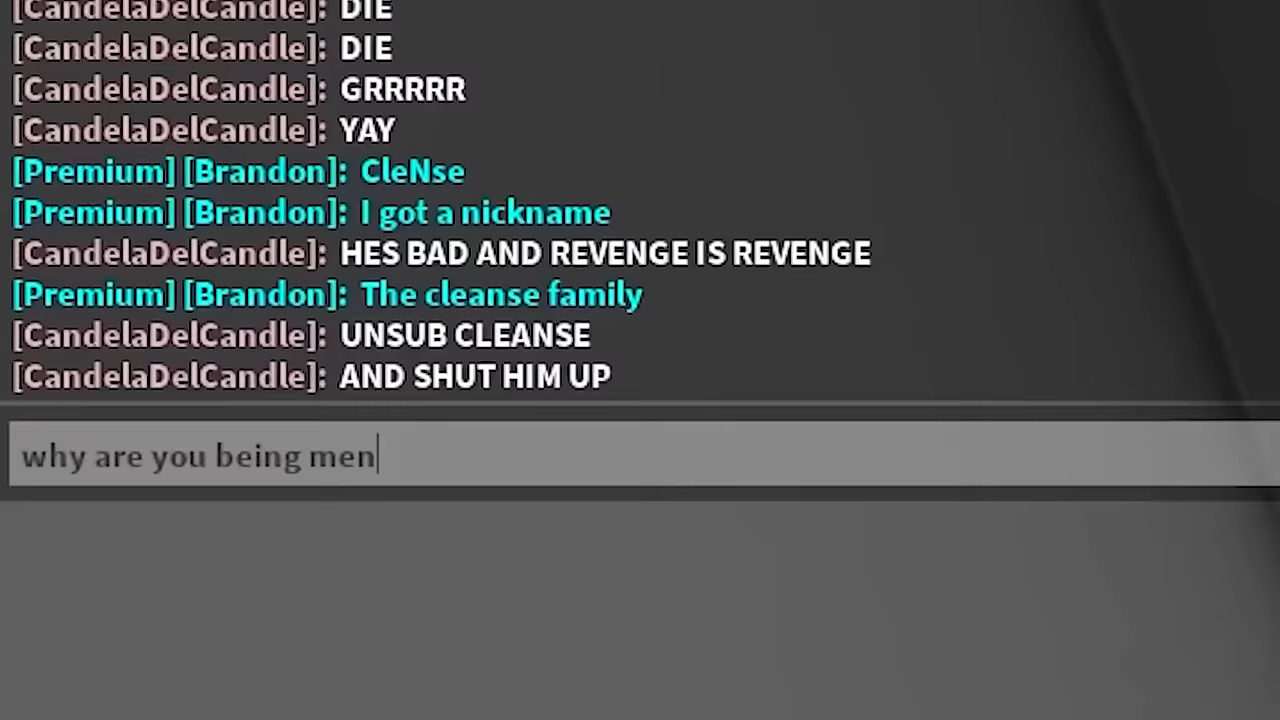 [CandelaDelCandle]: DIE
[CandelaDelCandle]: DIE
[CandelaDelCandle]: GRRRRR
[CandelaDelCandle]: YAY
[Premium] [Brandon]: CleNse
[Premium] [Brandon]: I got a nickname
[CandelaDelCandle]: HES BAD AND REVENGE IS REVENGE
[Premium] [Brandon]: The cleanse family
[CandelaDelCandle]: UNSUB CLEANSE
[CandelaDelCandle]: AND SHUT HIM UP
why are you being men